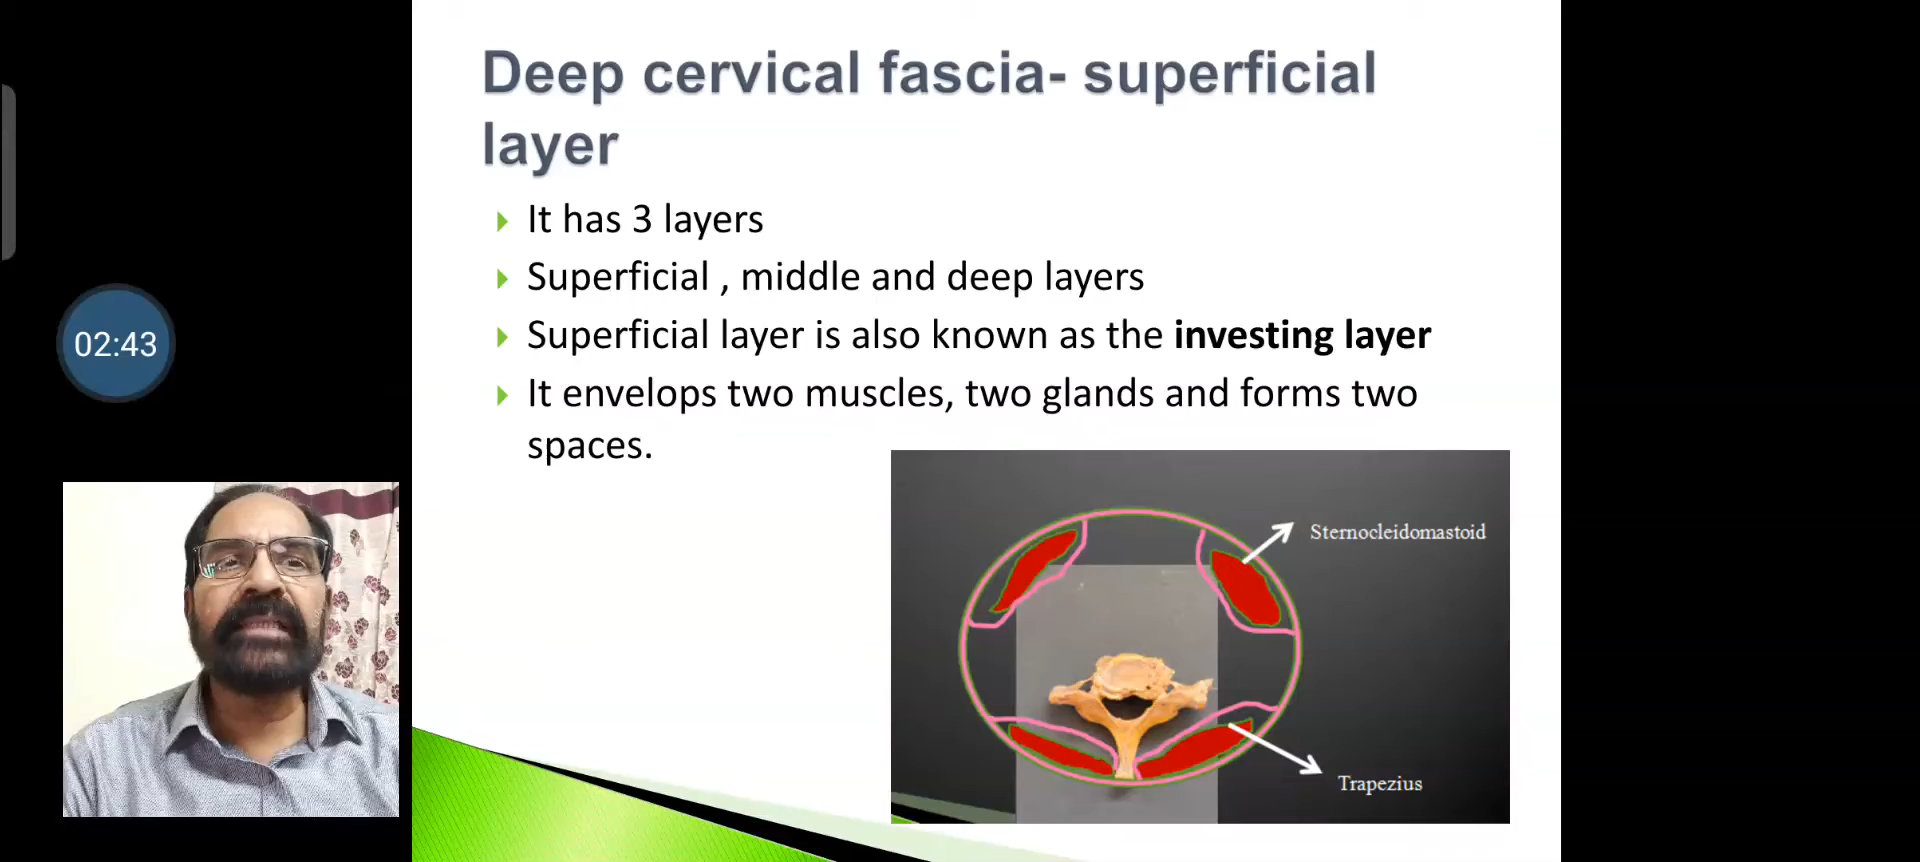 Deep cervical fascia- superficial
layer
It has 3 layers
Superficial , middle and deep layers
Superficial layer is also known as the investing layer
It envelops two muscles, two glands and forms two
spaces.
02:43
Sternocleidomastoid
Trapezius